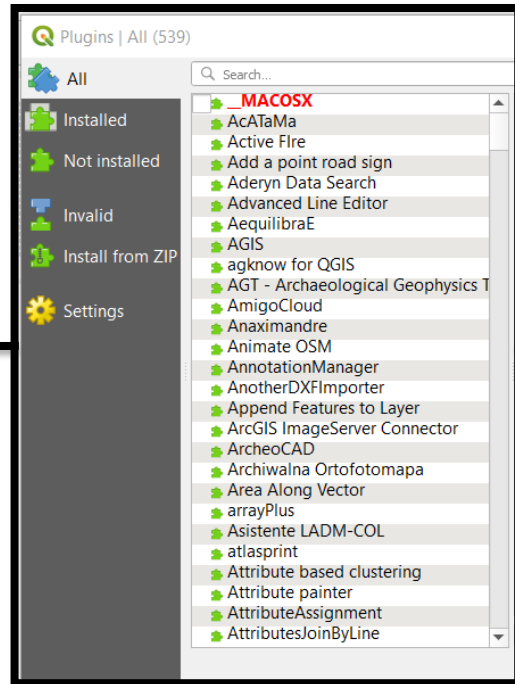 Plugins | All (539)
All
Installed
Not installed
Invalid
Install from ZIP
Settings
Search...
__MACOSX
AcATaMa
Active FIre
Add a point road sign
Aderyn Data Search
Advanced Line Editor
AequilibraE
AGIS
agknow for QGIS
AGT - Archaeological Geophysics T
AmigoCloud
Anaximandre
Animate OSM
AnnotationManager
AnotherDXFImporter
Append Features to Layer
ArcGIS ImageServer Connector
ArcheoCAD
Archiwalna Ortofotomapa
Area Along Vector
arrayPlus
Asistente LADM-COL
atlasprint
Attribute based clustering
Attribute painter
AttributeAssignment
AttributesJoinByLine